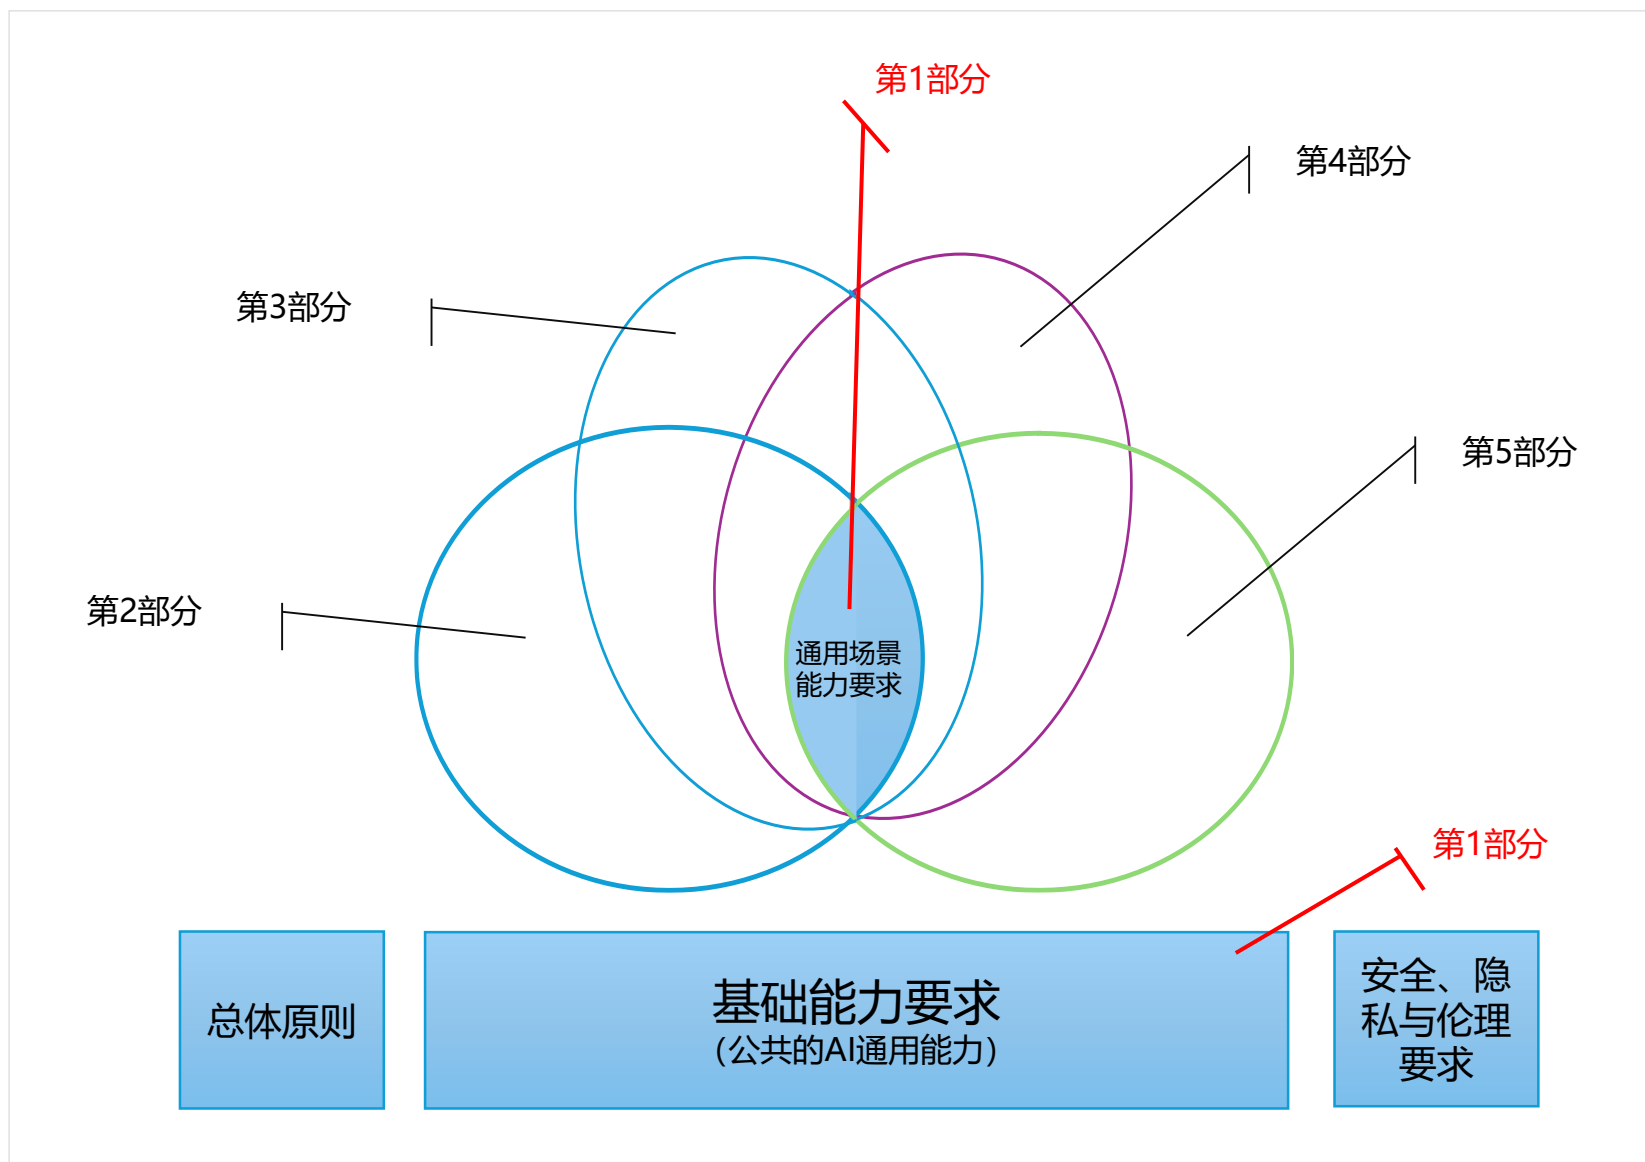 第1部分
第4部分
第3部分
第5部分
第2部分
通用场景
能力要求
第1部分
总体原则
基础能力要求
（公共的AI通用能力）
安全、隐
私与伦理
要求